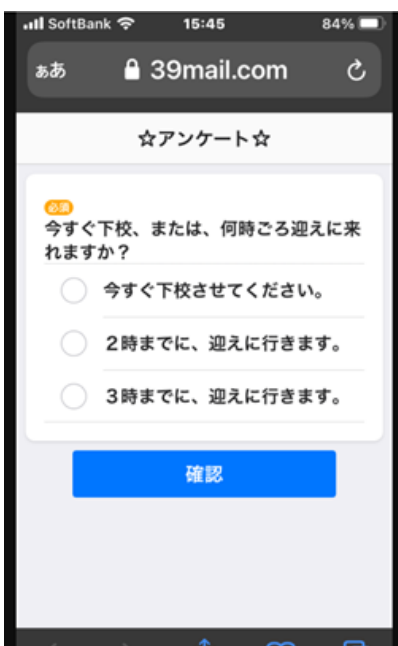 SoftBank 15:45 84%
ぁあ 39mail.com
☆アンケート☆
必須
今すぐ下校、または、何時ごろ迎えに来
れますか？
今すぐ下校させてください。
２時までに、迎えに行きます。
３時までに、迎えに行きます。
確認